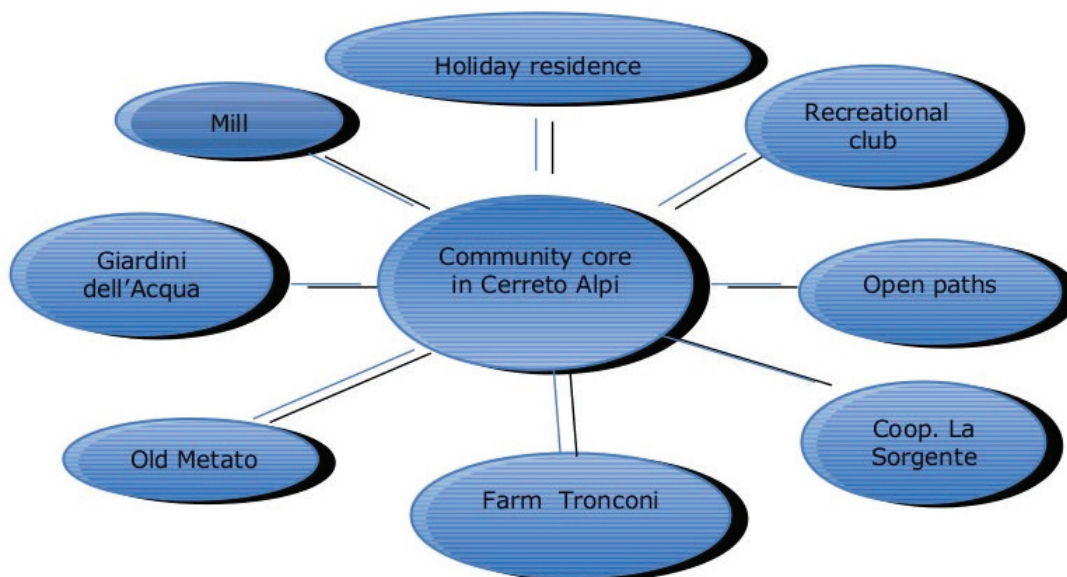 Holiday residence
Mill
Recreational
club
Giardini
dell’Acqua
Community core
in Cerreto Alpi
Open paths
Old Metato
Farm Tronconi
Coop. La
Sorgente